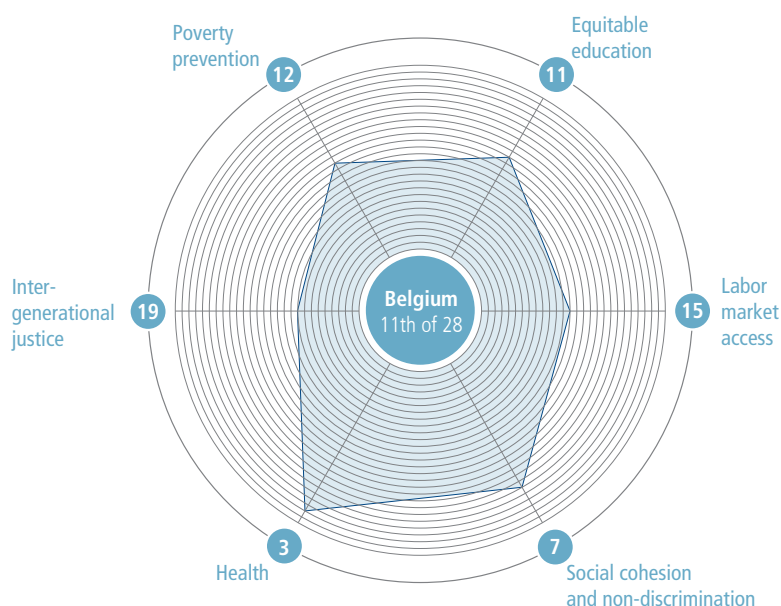 Poverty
prevention
12
Equitable
education
11
Inter-
generational
justice
19
Belgium
11th of 28
15
Labor
market
access
3
Health
7
Social cohesion
and non-discrimination